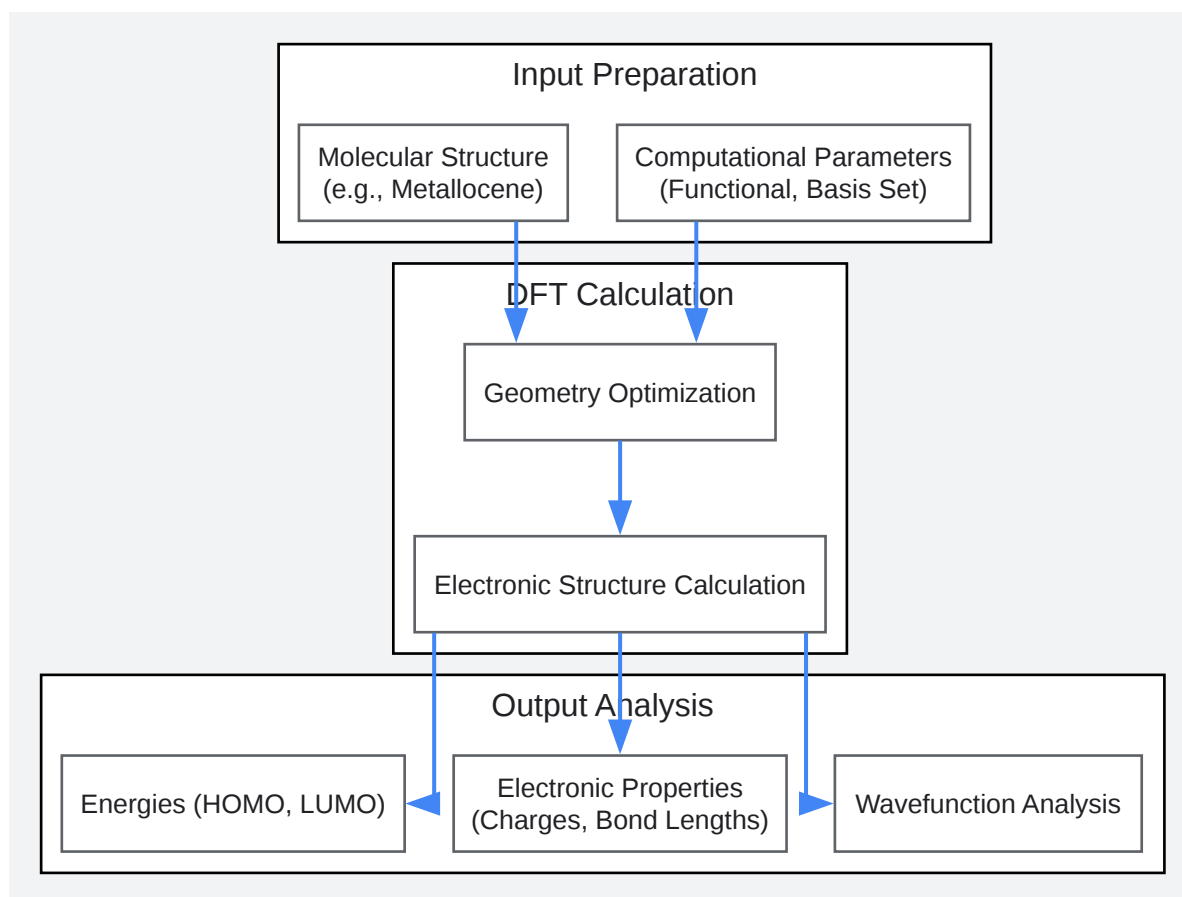 Input Preparation
Molecular Structure
(e.g., Metallocene)
Computational Parameters
(Functional, Basis Set)
DFT Calculation
Geometry Optimization
Electronic Structure Calculation
Output Analysis
Energies (HOMO, LUMO)
Electronic Properties
(Charges, Bond Lengths)
Wavefunction Analysis